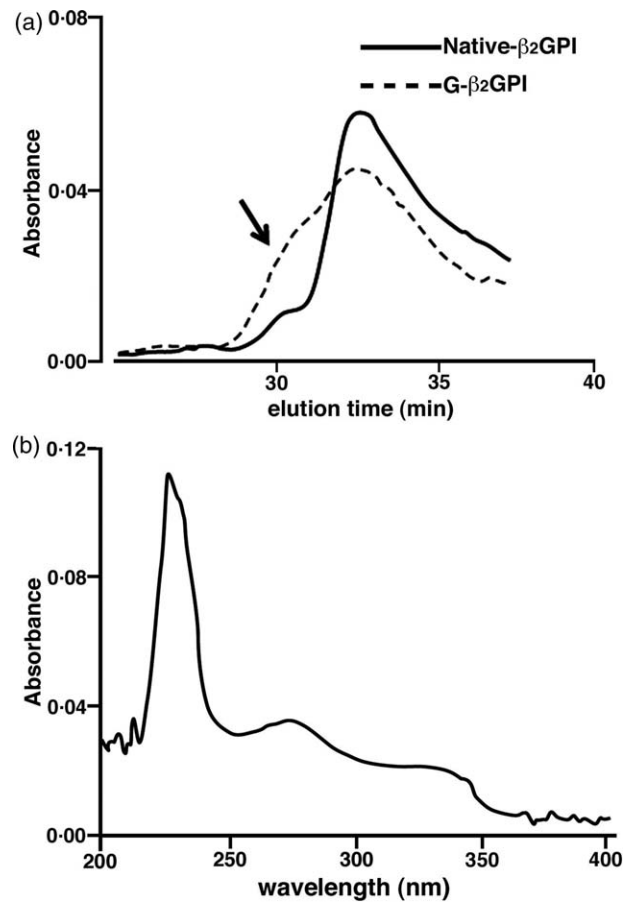 (a)
0·08
Native-β₂GPI
G-β₂GPI
Absorbance
0·04
0·00
30
35
40
elution time (min)
(b)
0·12
Absorbance
0·08
0·04
0·00
200
250
300
350
400
wavelength (nm)